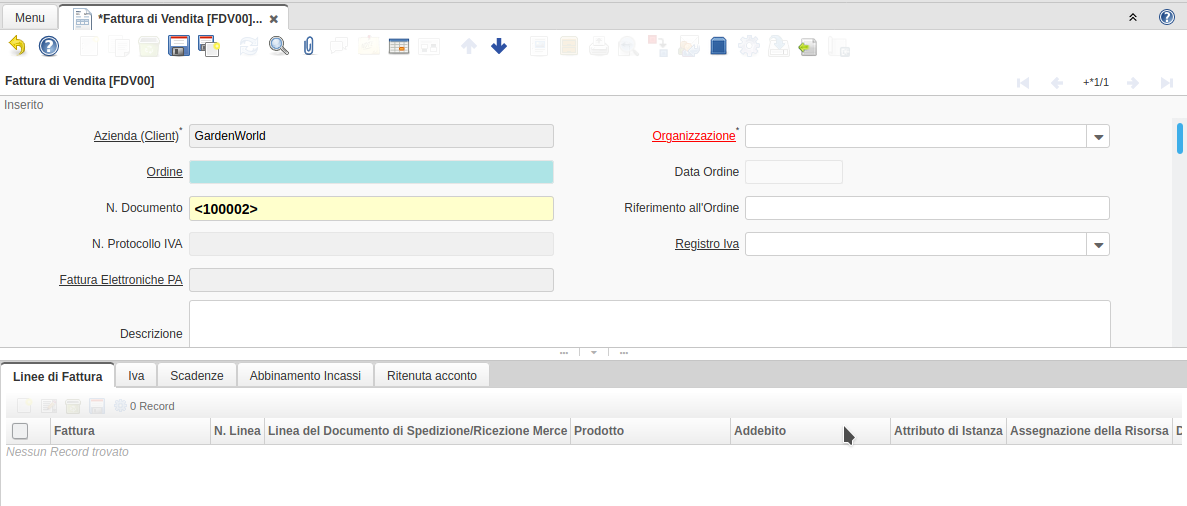 Menu *Fattura di Vendita [FDV00]...
Fattura di Vendita [FDV00] +*1/1
Inserito
Azienda (Client)* GardenWorld Organizzazione*
Ordine Data Ordine
N. Documento <100002> Riferimento all'Ordine
N. Protocollo IVA Registro Iva
Fattura Elettroniche PA
Descrizione
Linee di Fattura Iva Scadenze Abbinamento Incassi Ritenuta acconto
0 Record
Fattura N. Linea Linea del Documento di Spedizione/Ricezione Merce Prodotto Addebito Attributo di Istanza Assegnazione della Risorsa D
Nessun Record trovato